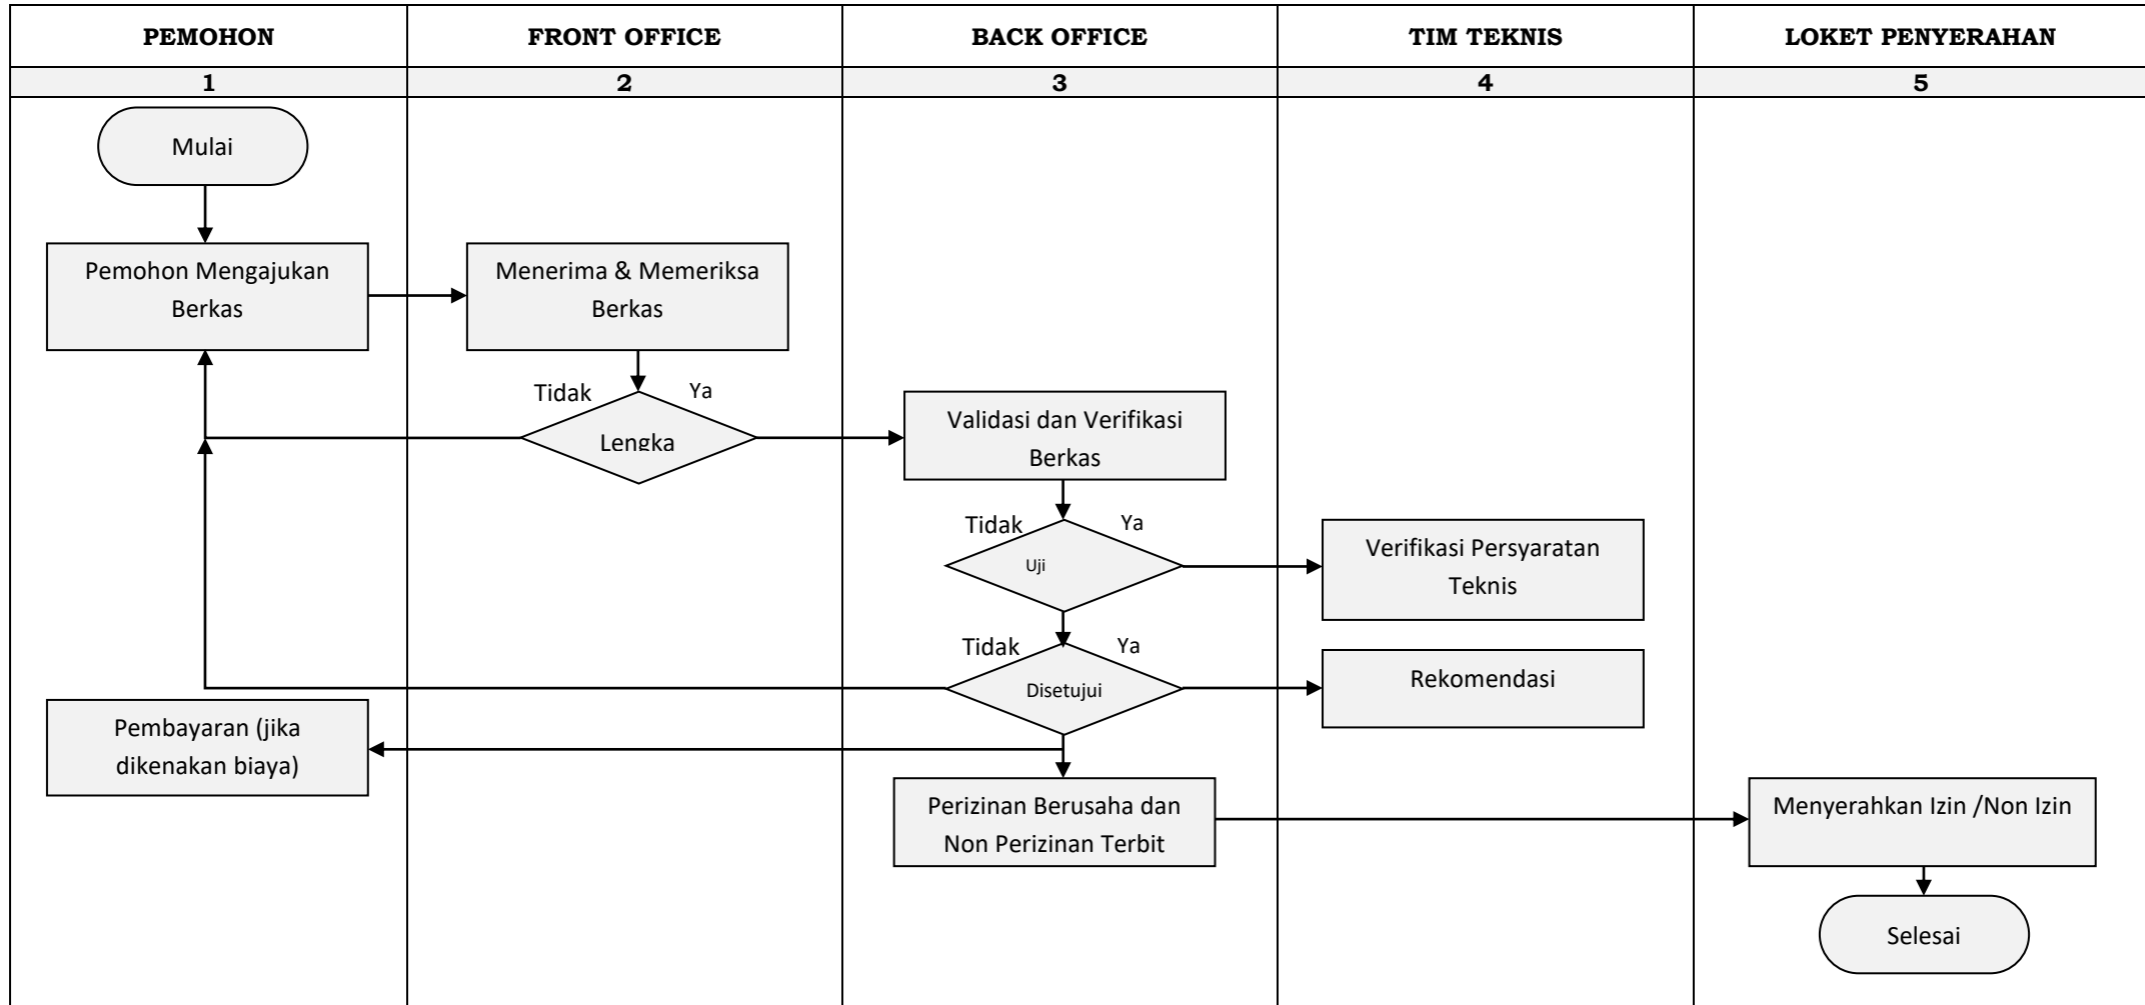 PEMOHON
FRONT OFFICE
BACK OFFICE
TIM TEKNIS
LOKET PENYERAHAN
1
2
3
4
5
Mulai
Pemohon Mengajukan
Berkas
Menerima & Memeriksa
Berkas
Tidak
Ya
Lengka
Validasi dan Verifikasi
Berkas
Tidak
Ya
Uji
Verifikasi Persyaratan
Teknis
Tidak
Ya
Disetujui
Rekomendasi
Pembayaran (jika
dikenakan biaya)
Perizinan Berusaha dan
Non Perizinan Terbit
Menyerahkan Izin /Non Izin
Selesai